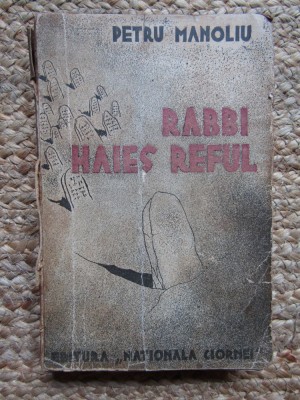 PETRU MANOLIU
RABBI
HAIEȘ REFUL
EDITURA „NAȚIONALA CIORNEI"